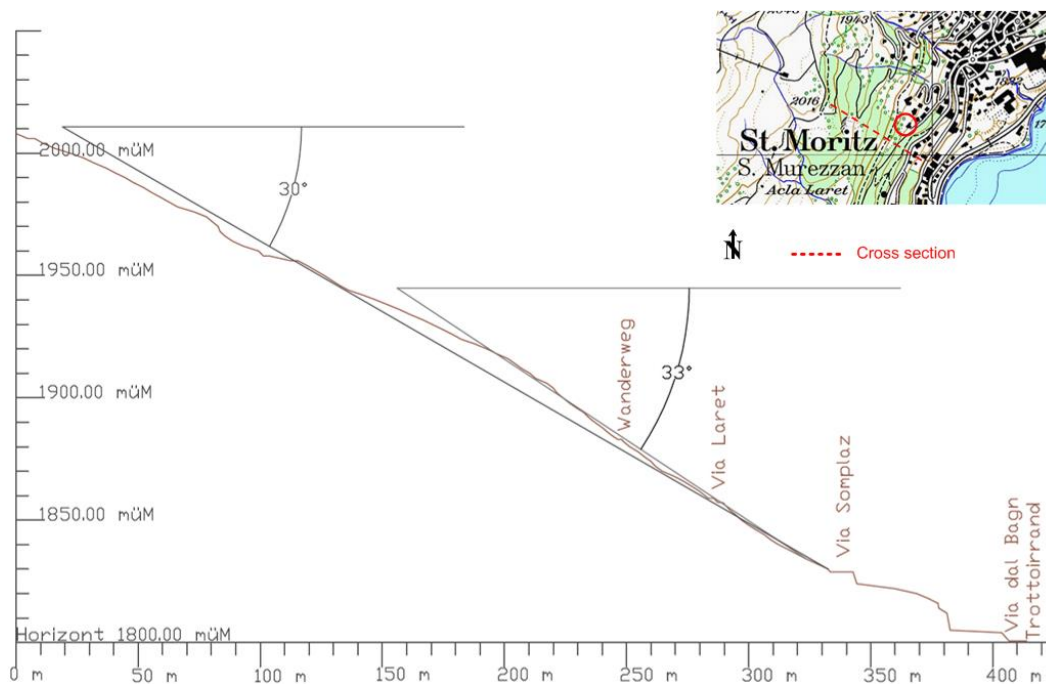 2000.00 müM
1950.00 müM
1900.00 müM
1850.00 müM
Horizont 1800.00 müM
0 m
50 m
100 m
150 m
200 m
250 m
300 m
350 m
400 m
30°
33°
Wanderweg
Via Laret
Via Somplaz
Via dal Bagn
Trottoirrand
1943
2016
St. Moritz
S. Murezzan
Acla Laret
N
Cross section